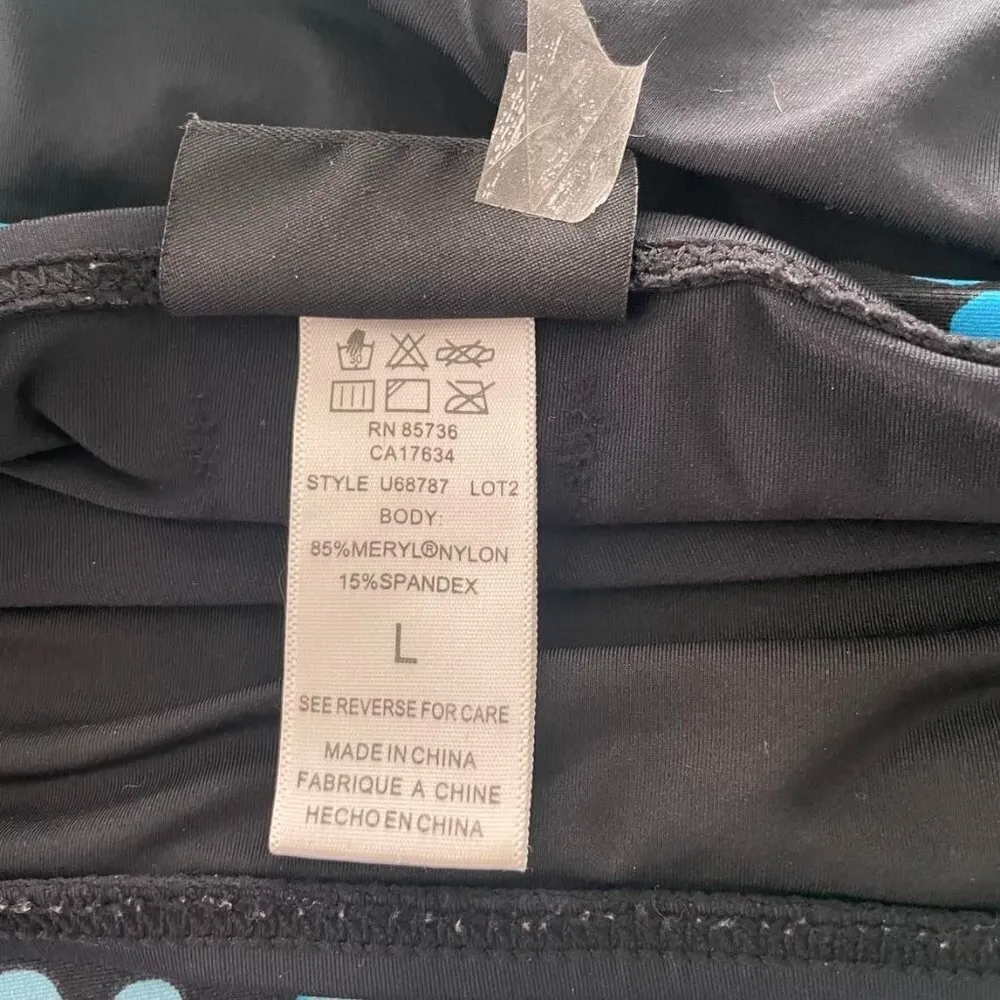 30
RN 85736
CA17634
STYLE U68787 LOT2
BODY:
85%MERYL®NYLON
15%SPANDEX
L
SEE REVERSE FOR CARE
MADE IN CHINA
FABRIQUE A CHINE
HECHO EN CHINA